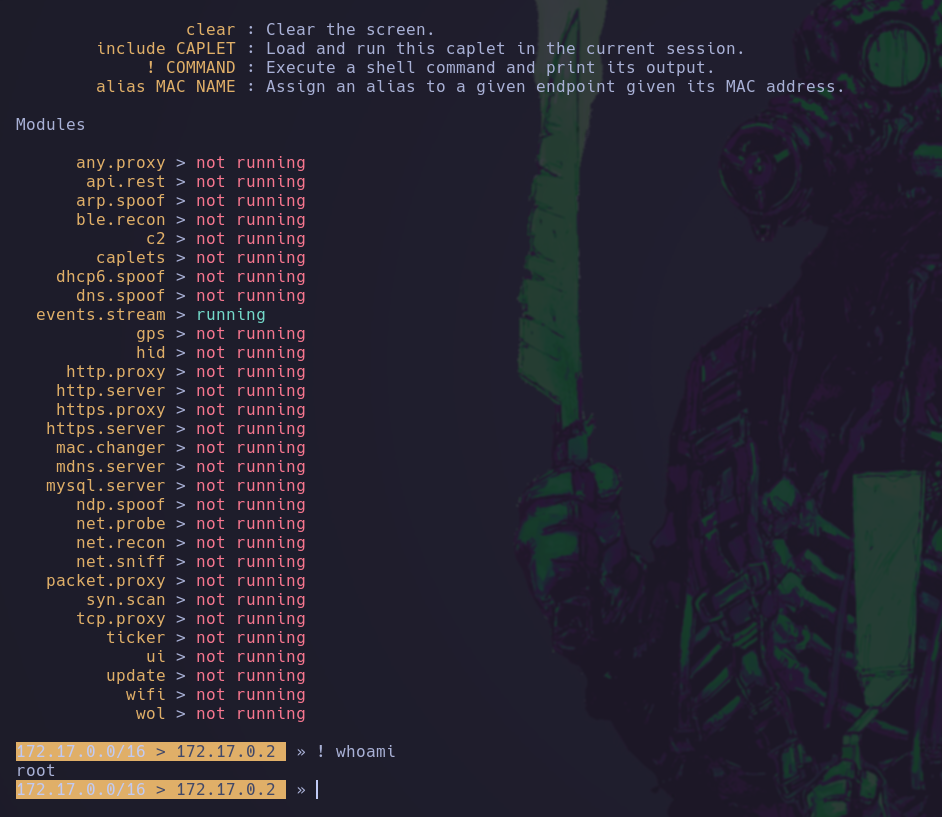 clear : Clear the screen.
include CAPLET : Load and run this caplet in the current session.
! COMMAND : Execute a shell command and print its output.
alias MAC NAME : Assign an alias to a given endpoint given its MAC address.
Modules
any.proxy > not running
api.rest > not running
arp.spoof > not running
ble.recon > not running
c2 > not running
caplets > not running
dhcp6.spoof > not running
dns.spoof > not running
events.stream > running
gps > not running
hid > not running
http.proxy > not running
http.server > not running
https.proxy > not running
https.server > not running
mac.changer > not running
mdns.server > not running
mysql.server > not running
ndp.spoof > not running
net.probe > not running
net.recon > not running
net.sniff > not running
packet.proxy > not running
syn.scan > not running
tcp.proxy > not running
ticker > not running
ui > not running
update > not running
wifi > not running
wol > not running
172.17.0.0/16 > 172.17.0.2 » ! whoami
root
172.17.0.0/16 > 172.17.0.2 »